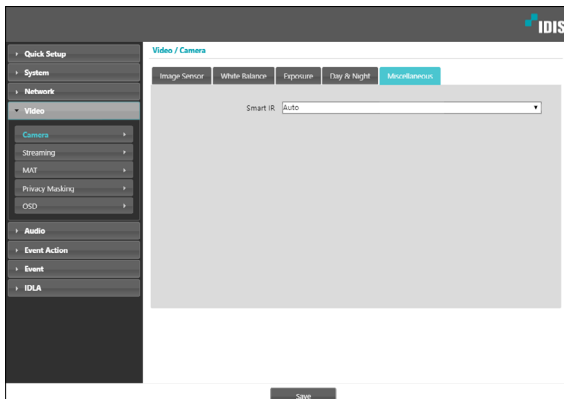 IDIS
Quick Setup
System
Network
Video
Camera
Streaming
MAT
Privacy Masking
OSD
Audio
Event Action
Event
IDLA
Video / Camera
Image Sensor White Balance Exposure Day & Night Miscellaneous
Smart IR Auto
Save